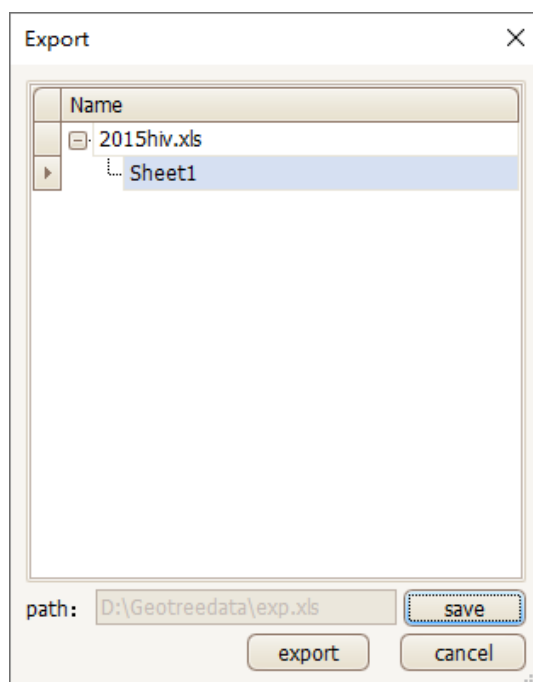 Export
Name
2015hiv.xls
Sheet1
path: D:\Geotreedata\exp.xls save
export cancel